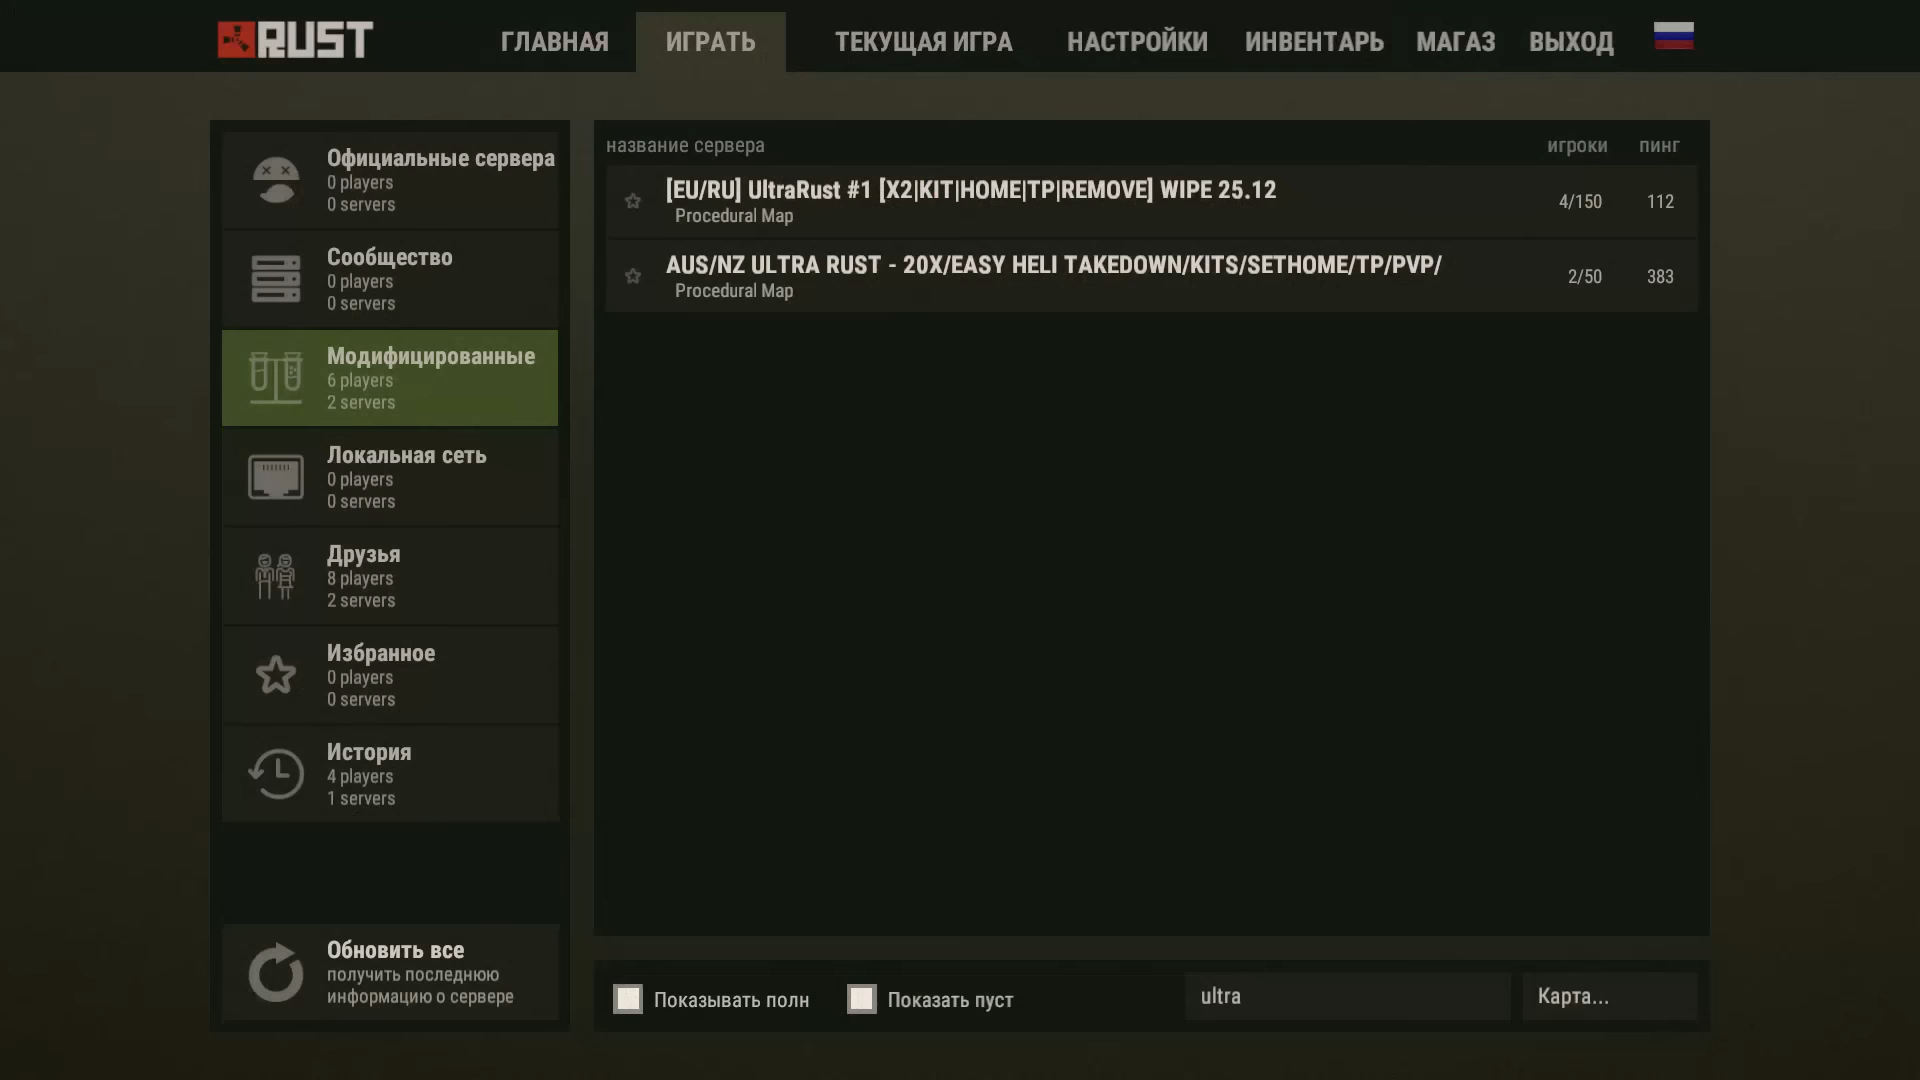 RUST
ГЛАВНАЯ
ИГРАТЬ
ТЕКУЩАЯ ИГРА
НАСТРОЙКИ
ИНВЕНТАРЬ
МАГАЗ
ВЫХОД
Официальные сервера
0 players
0 servers
Сообщество
0 players
0 servers
Модифицированные
6 players
2 servers
Локальная сеть
0 players
0 servers
Друзья
8 players
2 servers
Избранное
0 players
0 servers
История
4 players
1 servers
Обновить все
получить последнюю
информацию о сервере
название сервера игроки пинг
[EU/RU] UltraRust #1 [X2|KIT|HOME|TP|REMOVE] WIPE 25.12
Procedural Map
4/150 112
AUS/NZ ULTRA RUST - 20X/EASY HELI TAKEDOWN/KITS/SETHOME/TP/PVP/
Procedural Map
2/50 383
Показывать полн
Показать пуст
ultra
Карта...